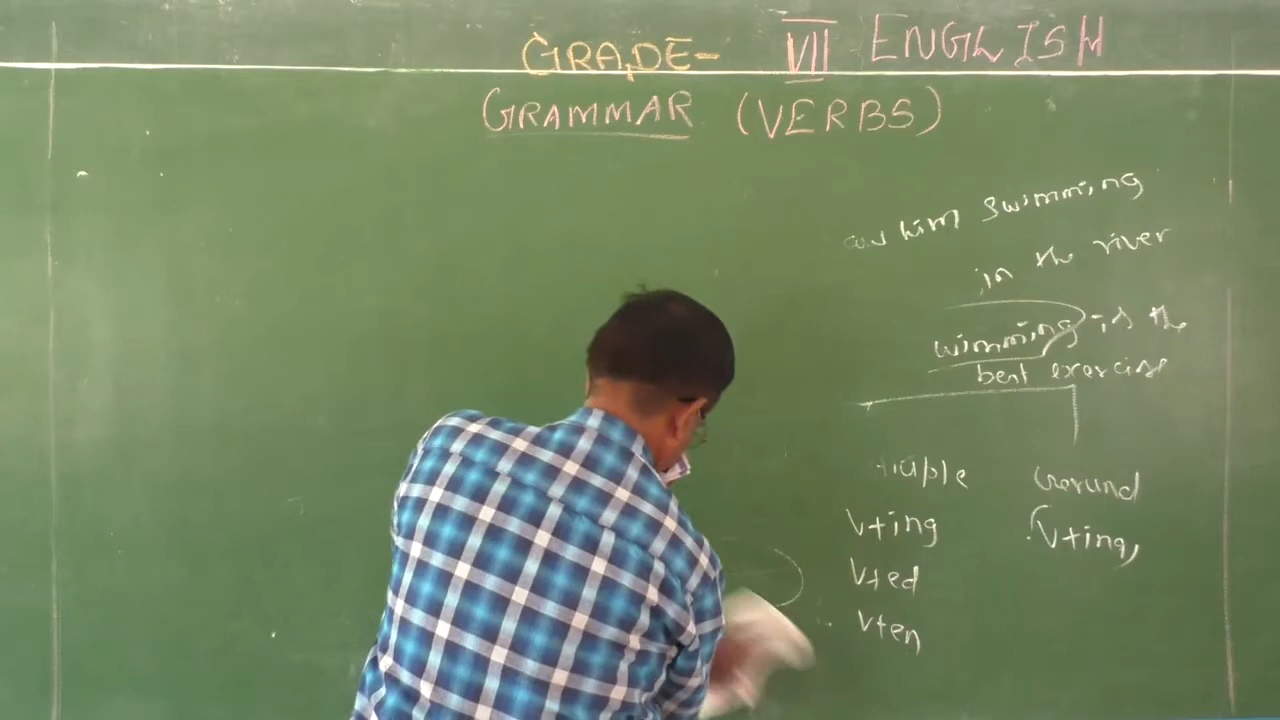 GRADE- VII ENGLISH
GRAMMAR (VERBS)
him swimming
in the river
wimming is the
best exercise
iciple Gerund
V+ing V+ing,
V+ed
V+en